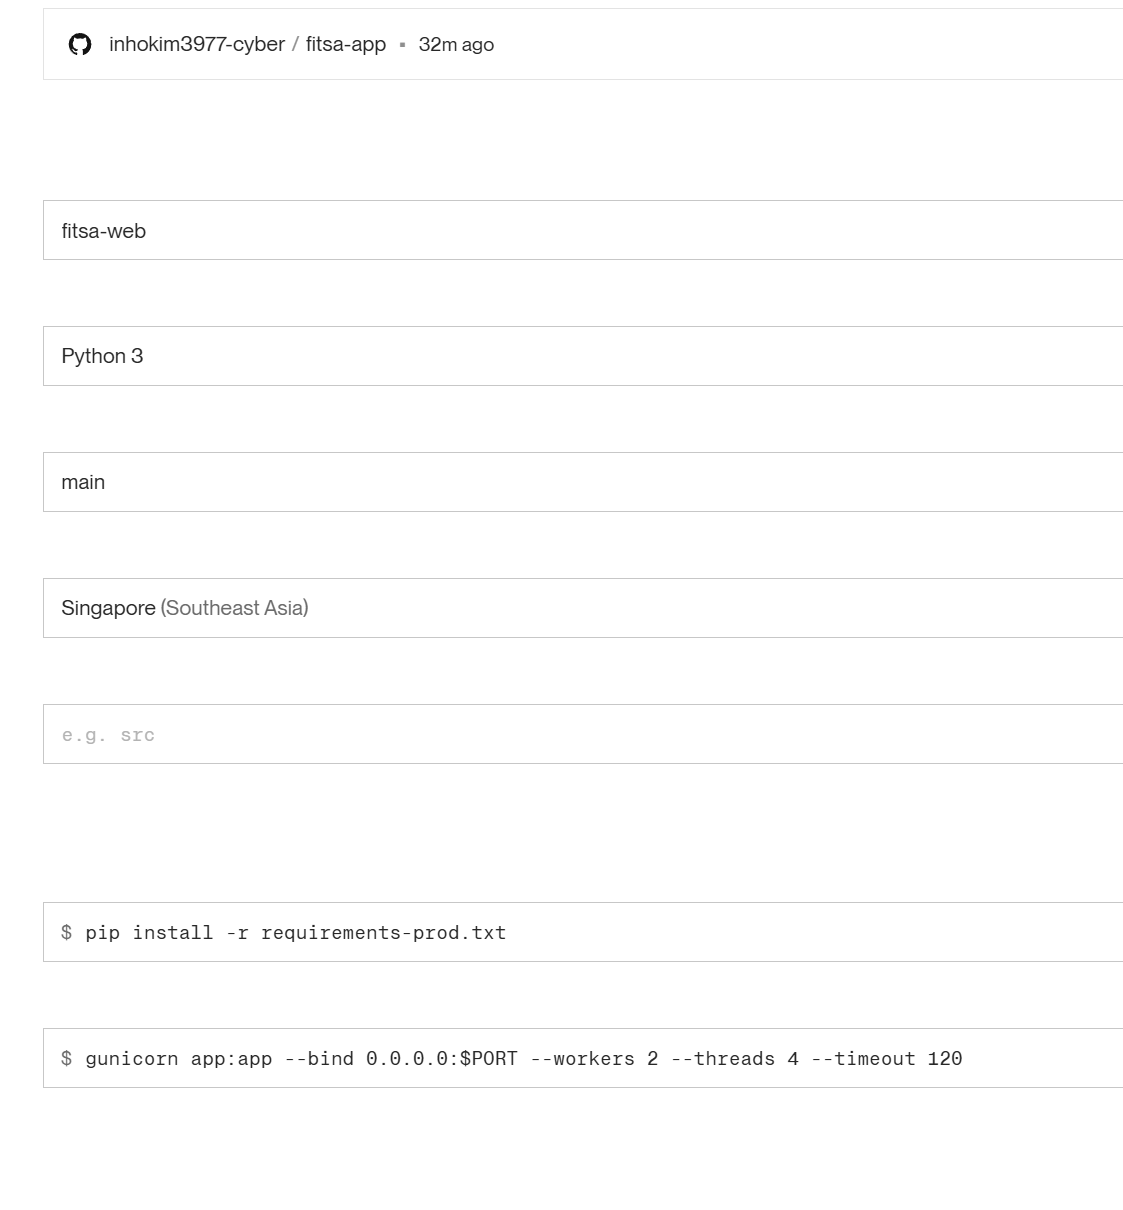 inhokim3977-cyber / fitsa-app ▪ 32m ago
fitsa-web
Python 3
main
Singapore (Southeast Asia)
e.g. src
$ pip install -r requirements-prod.txt
$ gunicorn app:app --bind 0.0.0.0:$PORT --workers 2 --threads 4 --timeout 120